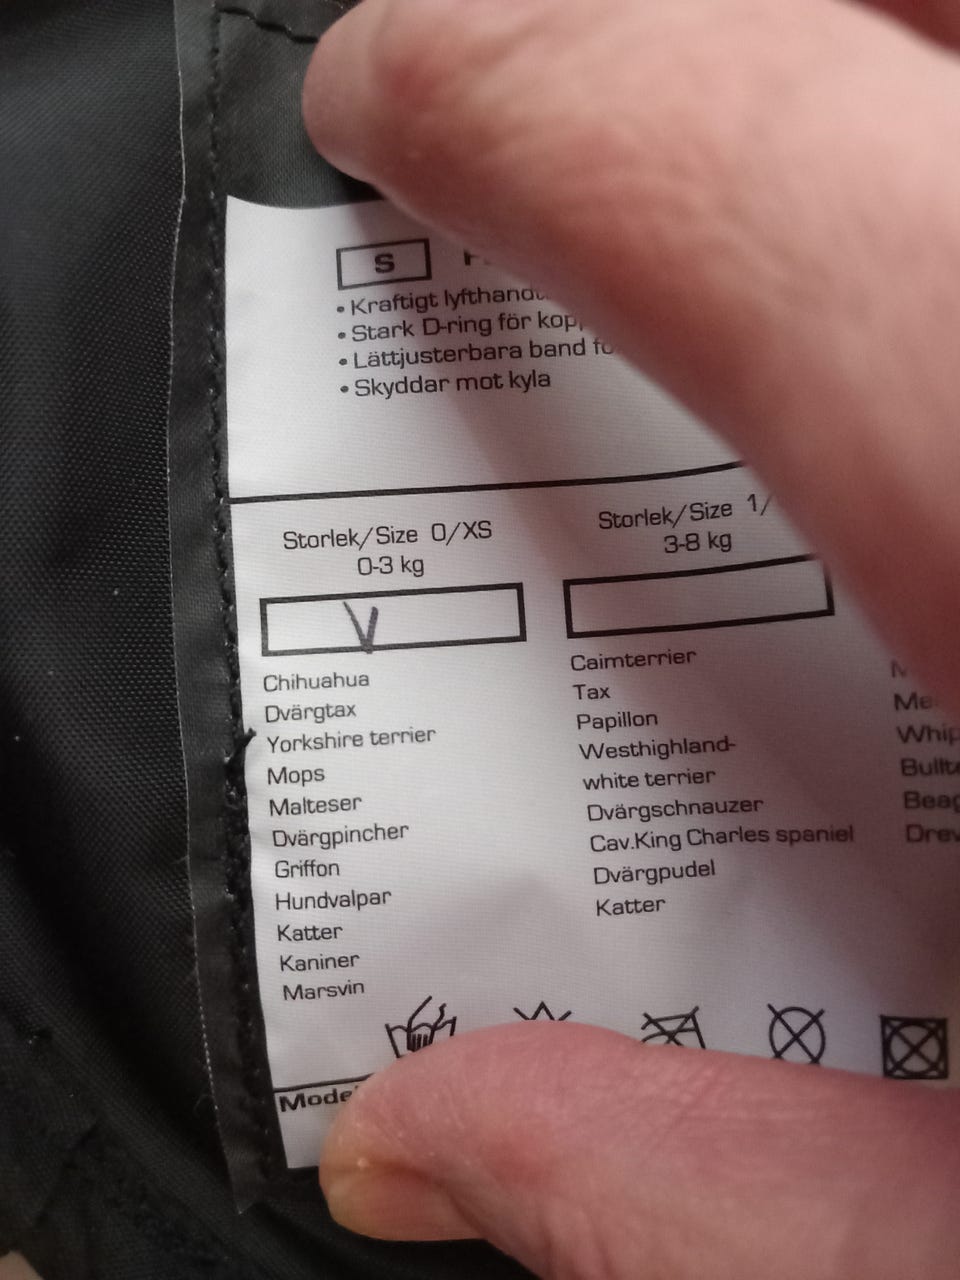 S
• Kraftigt
• Stark D-ring för
• Lättjusterbara band
• Skyddar mot kyla
Storlek/Size 0/XS
0-3 kg
V
Chihuahua
Dvärgtax
Yorkshire terrier
Mops
Malteser
Dvärgpincher
Griffon
Hundvalpar
Katter
Kaniner
Marsvin
Storlek/Size 1/
3-8 kg
Caimterrier
Tax
Papillon
Westhighland-
white terrier
Dvärgschnauzer
Cav.King Charles spaniel
Dvärgpudel
Katter